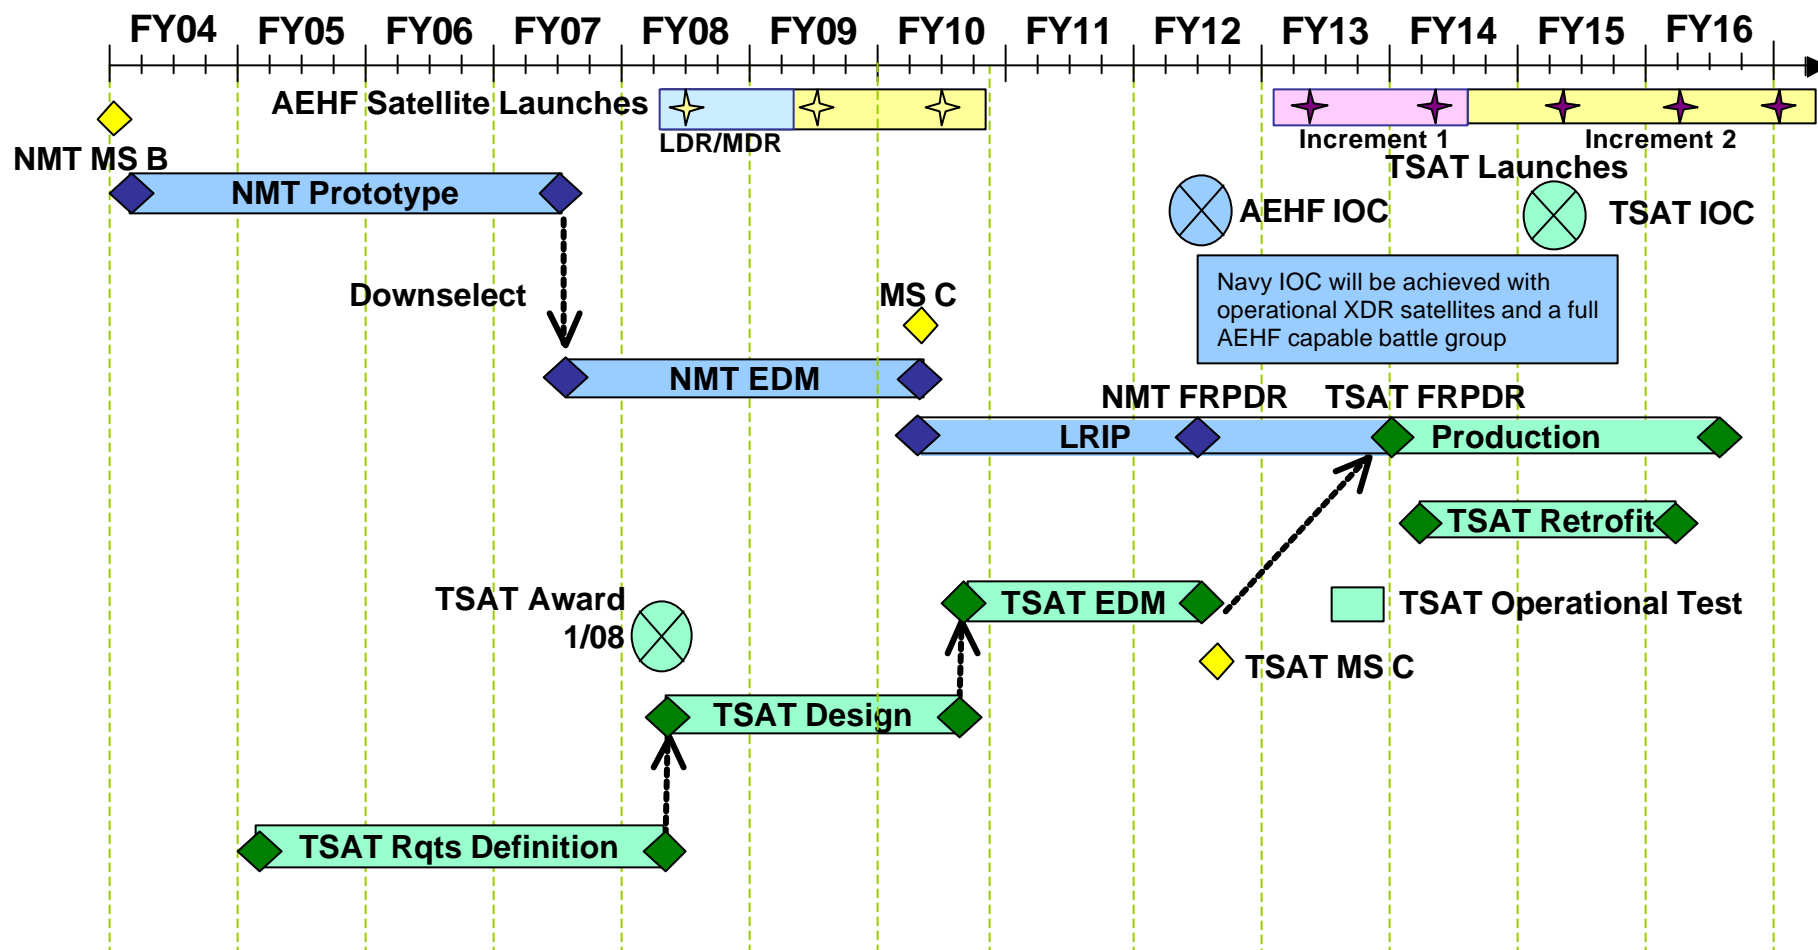 FY04 FY05 FY06 FY07 FY08 FY09 FY10 FY11 FY12 FY13 FY14 FY15 FY16
AEHF Satellite Launches
LDR/MDR
Increment 1
Increment 2
TSAT Launches
NMT MS B
NMT Prototype
AEHF IOC
TSAT IOC
Downselect
MS C
Navy IOC will be achieved with
operational XDR satellites and a full
AEHF capable battle group
NMT EDM
NMT FRPDR
TSAT FRPDR
LRIP
Production
TSAT Retrofit
TSAT Award
1/08
TSAT EDM
TSAT Operational Test
TSAT MS C
TSAT Design
TSAT Rqts Definition